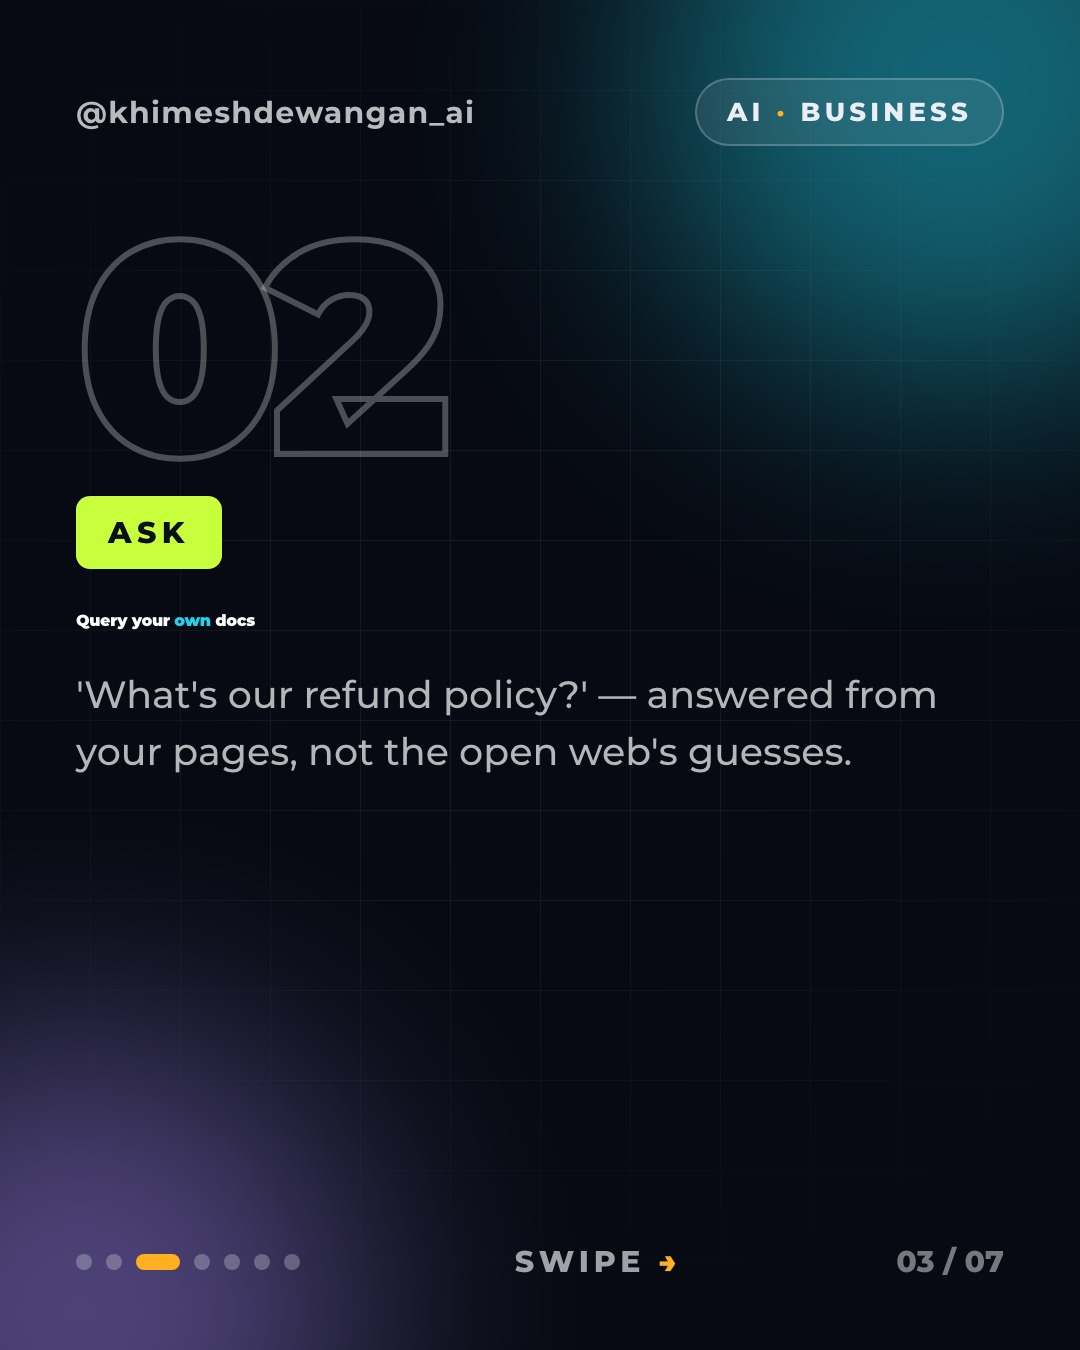 @khimeshdewangan_ai
AI • BUSINESS
02
ASK
Query your own docs
'What's our refund policy?' — answered from
your pages, not the open web's guesses.
SWIPE →
03 / 07